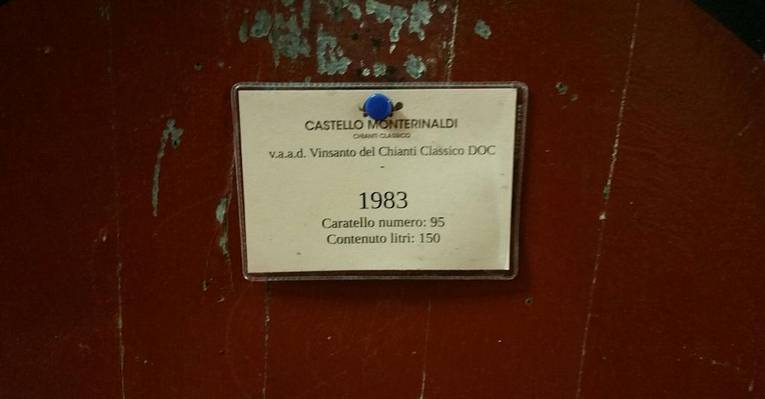 CASTELLO MONTERINALDI
CHIANTI CLASSICO
v.a.a.d. Vinsanto del Chianti Classico DOC
-
1983
Caratello numero: 95
Contenuto litri: 150